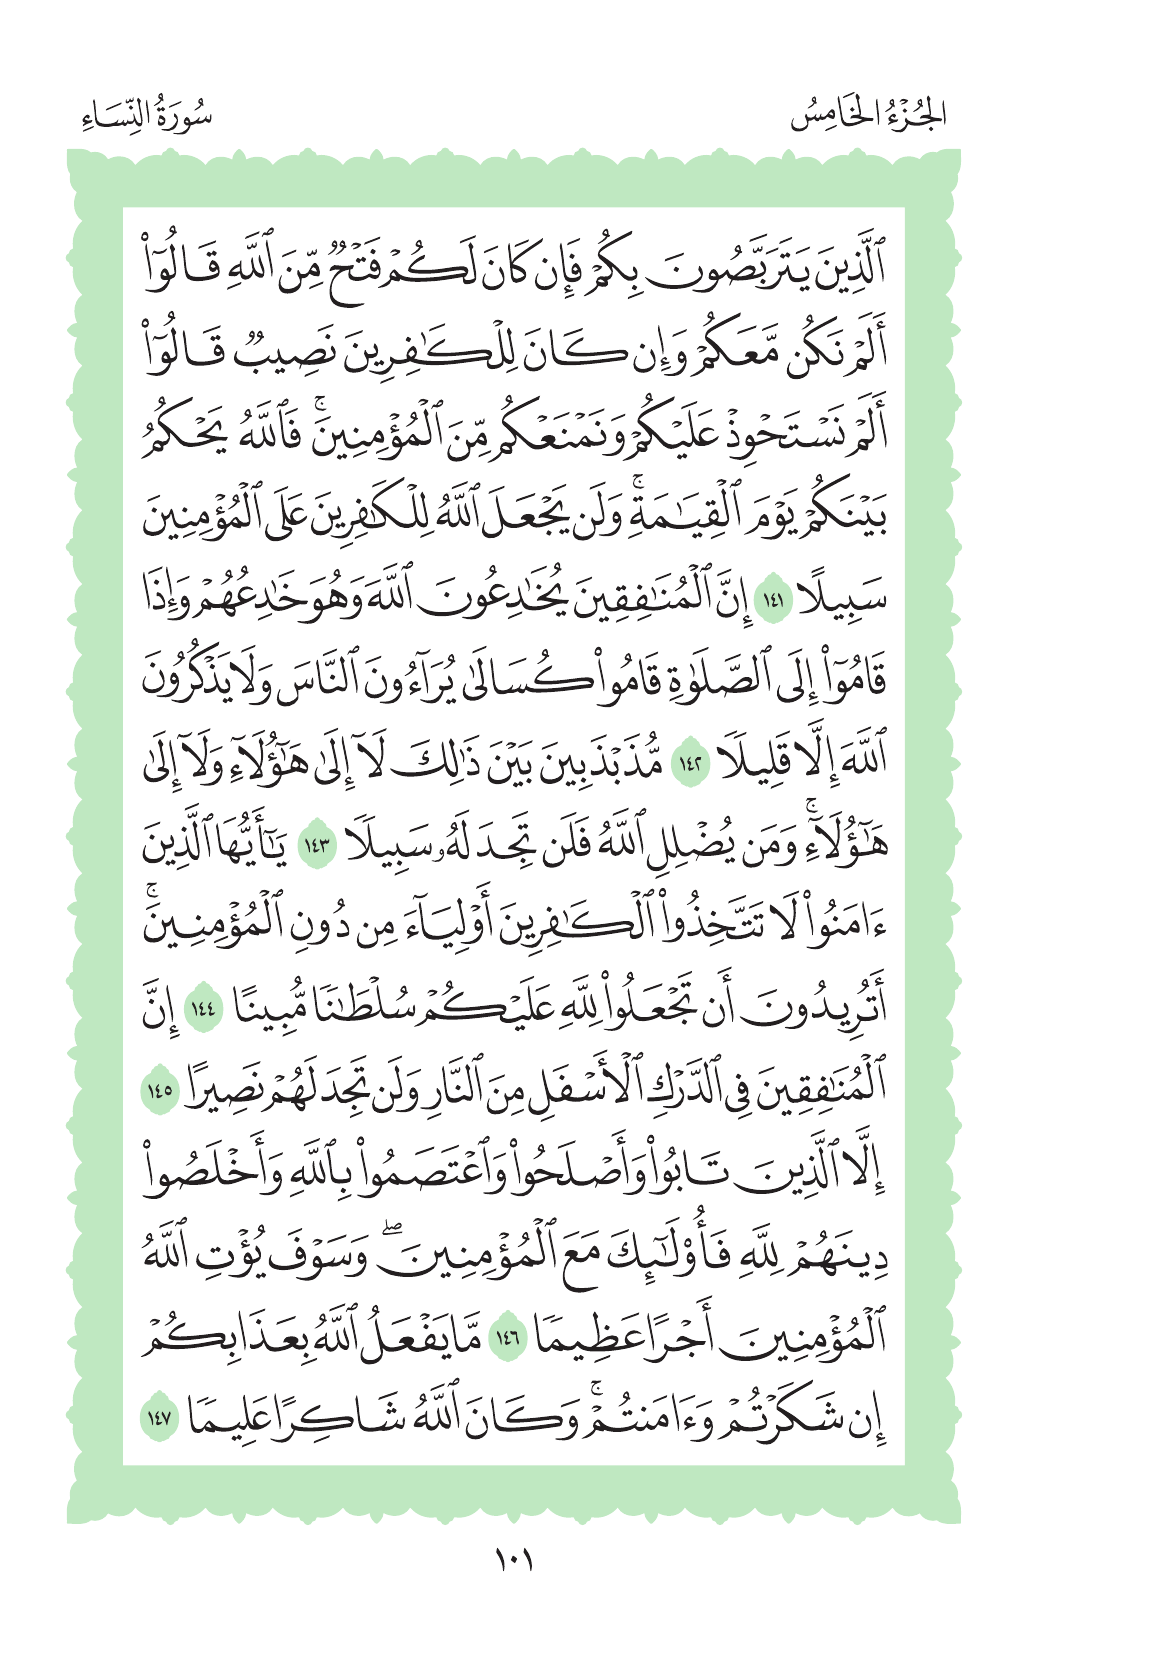 الجُزْءُ الخَامِسُ
سُورَةُ النِّسَاءِ
ٱلَّذِينَ يَتَرَبَّصُونَ بِكُمْ فَإِن كَانَ لَكُمْ فَتْحٌ مِّنَ ٱللَّهِ قَالُوٓا۟
أَلَمْ نَكُن مَّعَكُمْ وَإِن كَانَ لِلْكَٰفِرِينَ نَصِيبٌ قَالُوٓا۟
أَلَمْ نَسْتَحْوِذْ عَلَيْكُمْ وَنَمْنَعْكُم مِّنَ ٱلْمُؤْمِنِينَۚ فَٱللَّهُ يَحْكُمُ
بَيْنَكُمْ يَوْمَ ٱلْقِيَٰمَةِۚ وَلَن يَجْعَلَ ٱللَّهُ لِلْكَٰفِرِينَ عَلَى ٱلْمُؤْمِنِينَ
سَبِيلًا ١٤١ إِنَّ ٱلْمُنَٰفِقِينَ يُخَٰدِعُونَ ٱللَّهَ وَهُوَ خَٰدِعُهُمْ وَإِذَا
قَامُوٓا۟ إِلَى ٱلصَّلَوٰةِ قَامُوا۟ كُسَالَىٰ يُرَآءُونَ ٱلنَّاسَ وَلَا يَذْكُرُونَ
ٱللَّهَ إِلَّا قَلِيلًا ١٤٢ مُّذَبْذَبِينَ بَيْنَ ذَٰلِكَ لَآ إِلَىٰ هَٰٓؤُلَآءِ وَلَآ إِلَىٰ
هَٰٓؤُلَآءِۚ وَمَن يُضْلِلِ ٱللَّهُ فَلَن تَجِدَ لَهُۥ سَبِيلًا ١٤٣ يَٰٓأَيُّهَا ٱلَّذِينَ
ءَامَنُوا۟ لَا تَتَّخِذُوا۟ ٱلْكَٰفِرِينَ أَوْلِيَآءَ مِن دُونِ ٱلْمُؤْمِنِينَۚ
أَتُرِيدُونَ أَن تَجْعَلُوا۟ لِلَّهِ عَلَيْكُمْ سُلْطَٰنًا مُّبِينًا ١٤٤ إِنَّ
ٱلْمُنَٰفِقِينَ فِى ٱلدَّرْكِ ٱلْأَسْفَلِ مِنَ ٱلنَّارِ وَلَن تَجِدَ لَهُمْ نَصِيرًا ١٤٥
إِلَّا ٱلَّذِينَ تَابُوا۟ وَأَصْلَحُوا۟ وَٱعْتَصَمُوا۟ بِٱللَّهِ وَأَخْلَصُوا۟
دِينَهُمْ لِلَّهِ فَأُو۟لَٰٓئِكَ مَعَ ٱلْمُؤْمِنِينَۖ وَسَوْفَ يُؤْتِ ٱللَّهُ
ٱلْمُؤْمِنِينَ أَجْرًا عَظِيمًا ١٤٦ مَّا يَفْعَلُ ٱللَّهُ بِعَذَابِكُمْ
إِن شَكَرْتُمْ وَءَامَنتُمْۚ وَكَانَ ٱللَّهُ شَاكِرًا عَلِيمًا ١٤٧
١٠١